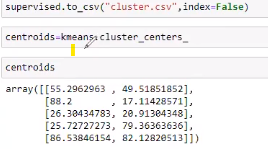 supervised.to_csv("cluster.csv",index=False)
centroids=kmeans.cluster_centers_
centroids
array([[55.2962963 , 49.51851852],
[88.2 , 17.11428571],
[26.30434783, 20.91304348],
[25.72727273, 79.36363636],
[86.53846154, 82.12820513]])